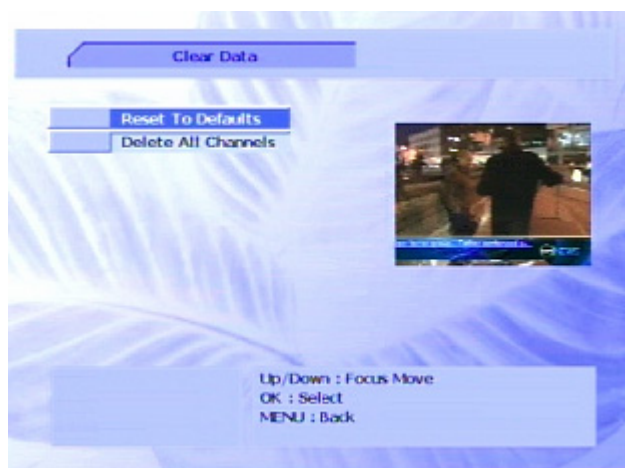 Clear Data
Reset To Defaults
Delete All Channels
Up/Down : Focus Move
OK : Select
MENU : Back